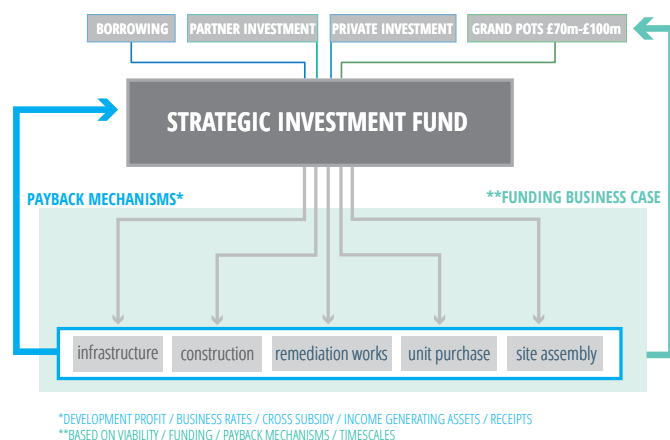 BORROWING
PARTNER INVESTMENT
PRIVATE INVESTMENT
GRAND POTS £70m-£100m
STRATEGIC INVESTMENT FUND
PAYBACK MECHANISMS*
**FUNDING BUSINESS CASE
infrastructure
construction
remediation works
unit purchase
site assembly
*DEVELOPMENT PROFIT / BUSINESS RATES / CROSS SUBSIDY / INCOME GENERATING ASSETS / RECEIPTS
**BASED ON VIABILITY / FUNDING / PAYBACK MECHANISMS / TIMESCALES